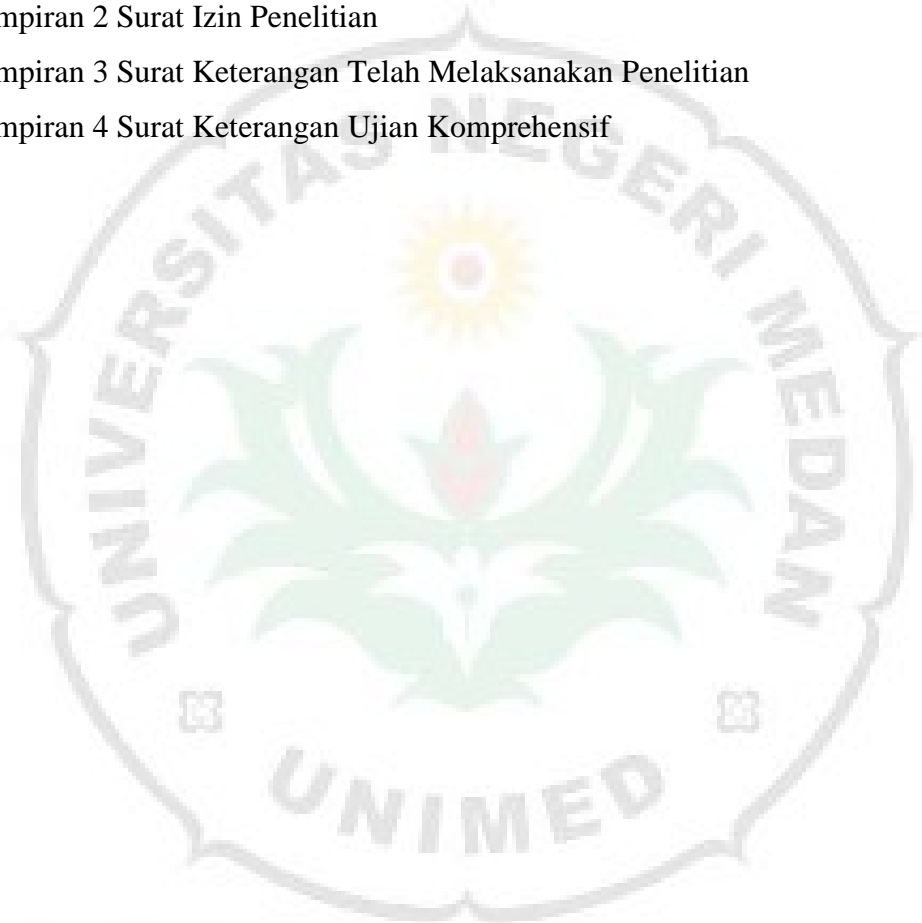 mpiran 2 Surat Izin Penelitian
mpiran 3 Surat Keterangan Telah Melaksanakan Penelitian
mpiran 4 Surat Keterangan Ujian Komprehensif
UNIVERSITAS NEGERI MEDAN
UNIMED